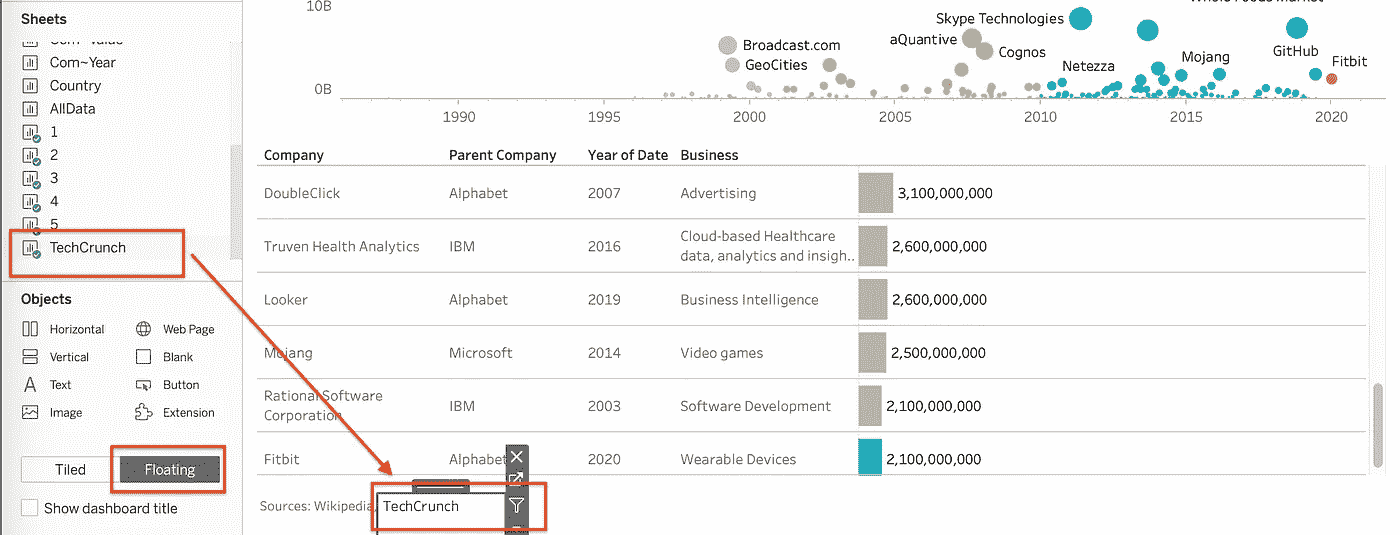 Sheets
Com~Year
Country
AllData
1
2
3
4
5
TechCrunch
Objects
Horizontal
Web Page
Vertical
Blank
Text
Button
Image
Extension
Tiled
Floating
Show dashboard title
10B
0B
Skype Technologies
aQuantive
Cognos
Broadcast.com
GeoCities
Netezza
Mojang
GitHub
Fitbit
1990 1995 2000 2005 2010 2015 2020
Company Parent Company Year of Date Business
DoubleClick Alphabet 2007 Advertising 3,100,000,000
Truven Health Analytics IBM 2016 Cloud-based Healthcare
data, analytics and insigh.. 2,600,000,000
Looker Alphabet 2019 Business Intelligence 2,600,000,000
Mojang Microsoft 2014 Video games 2,500,000,000
Rational Software
Corporation IBM 2003 Software Development 2,100,000,000
Fitbit Alphabet 2020 Wearable Devices 2,100,000,000
Sources: Wikipedia, TechCrunch